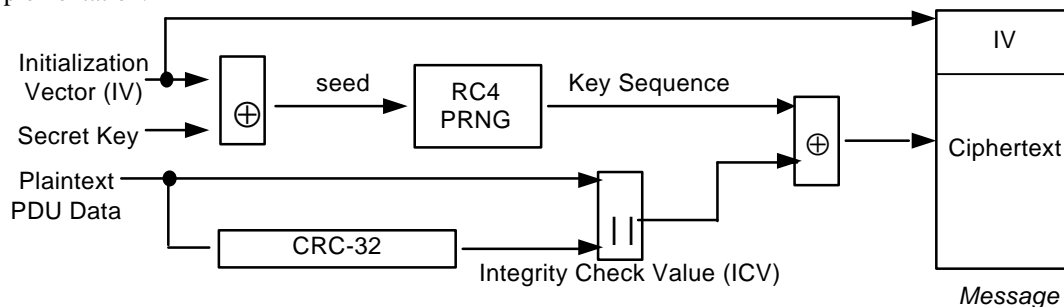 Initialization
Vector (IV)
Secret Key
⊕
seed
RC4
PRNG
Key Sequence
⊕
IV
Ciphertext
Plaintext
PDU Data
CRC-32
||
Integrity Check Value (ICV)
Message